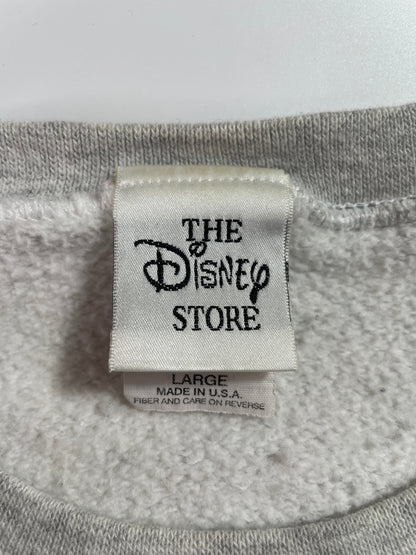 THE
Disney
STORE
LARGE
MADE IN U.S.A.
FIBER AND CARE ON REVERSE